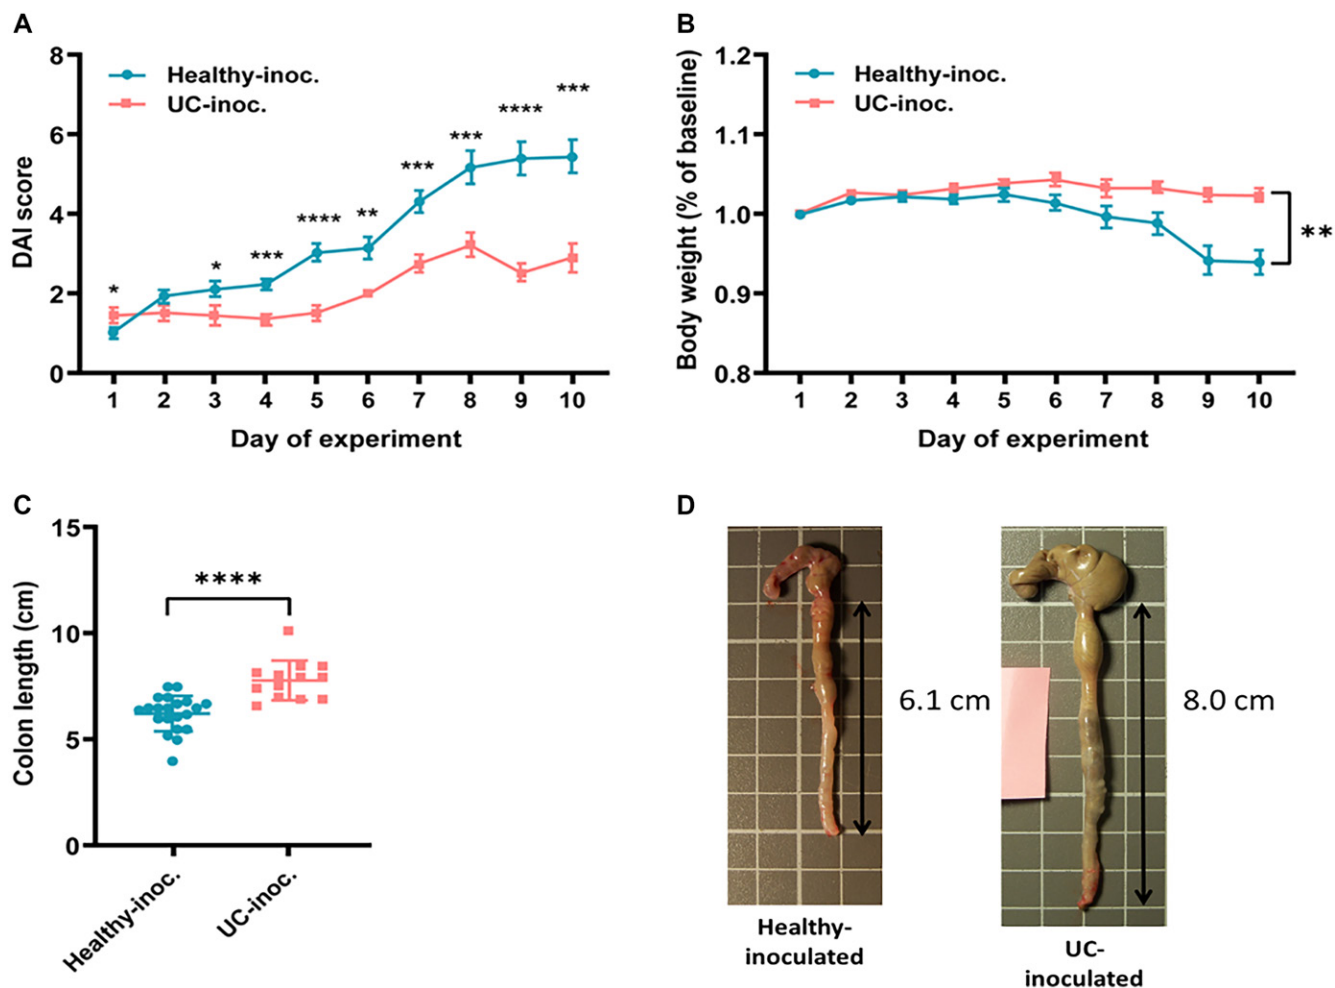 A
8
6
4
2
0
DAI score
Healthy-inoc.
UC-inoc.
*
*
***
****
**
***
***
****
***
1 2 3 4 5 6 7 8 9 10
Day of experiment
B
1.2
1.1
1.0
0.9
0.8
Body weight (% of baseline)
Healthy-inoc.
UC-inoc.
**
1 2 3 4 5 6 7 8 9 10
Day of experiment
C
15
10
5
0
Colon length (cm)
****
Healthy-inoc.
UC-inoc.
D
6.1 cm
8.0 cm
Healthy-
inoculated
UC-
inoculated